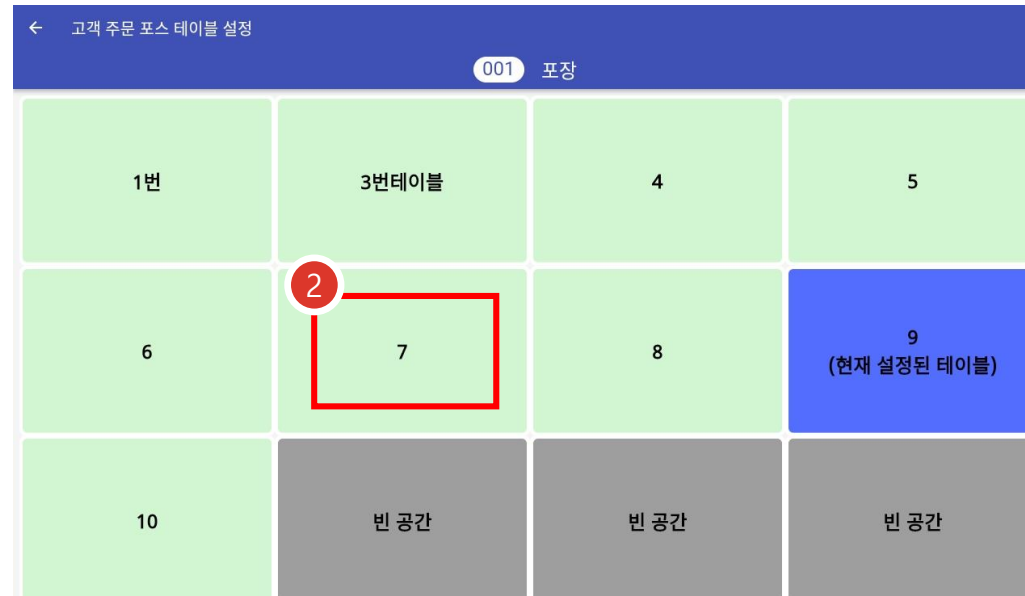 ← 고객 주문 포스 테이블 설정
001 포장
1번
3번테이블
4
5
2
6
7
8
9
(현재 설정된 테이블)
10
빈 공간
빈 공간
빈 공간